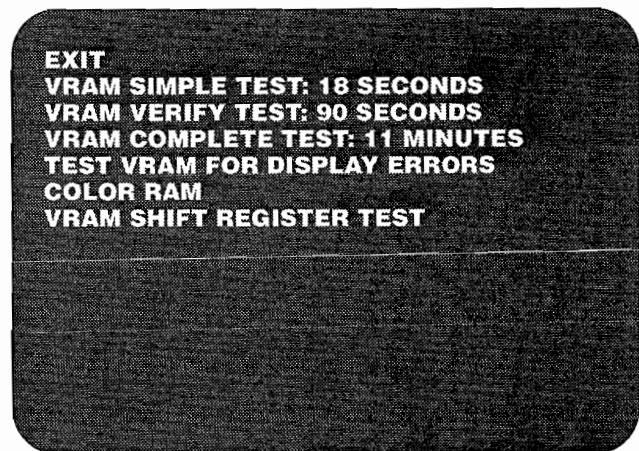 EXIT
VRAM SIMPLE TEST: 18 SECONDS
VRAM VERIFY TEST: 90 SECONDS
VRAM COMPLETE TEST: 11 MINUTES
TEST VRAM FOR DISPLAY ERRORS
COLOR RAM
VRAM SHIFT REGISTER TEST